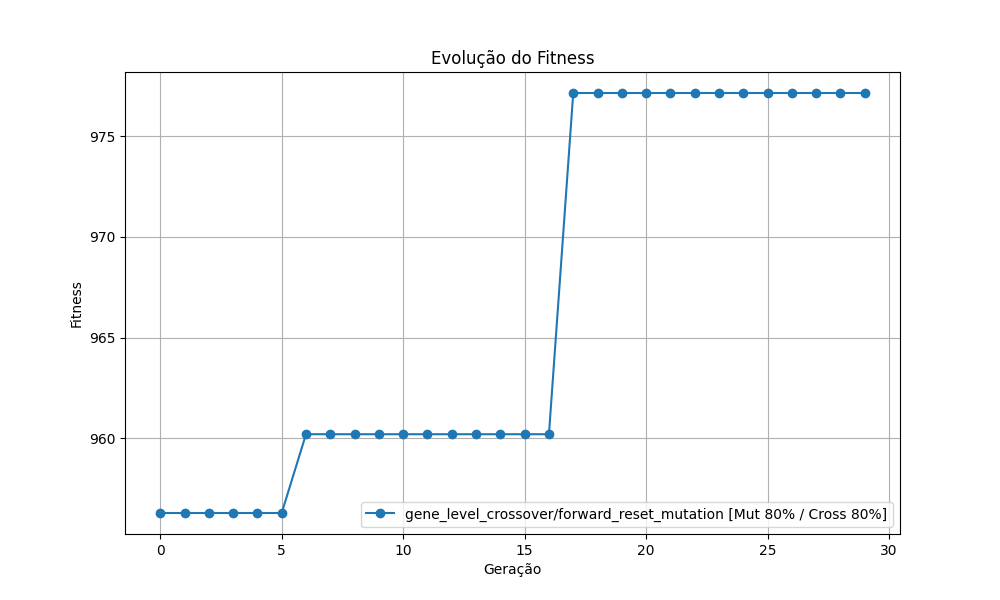 Evolução do Fitness
Fitness
975
970
965
960
0 5 10 15 20 25 30
Geração
gene_level_crossover/forward_reset_mutation [Mut 80% / Cross 80%]